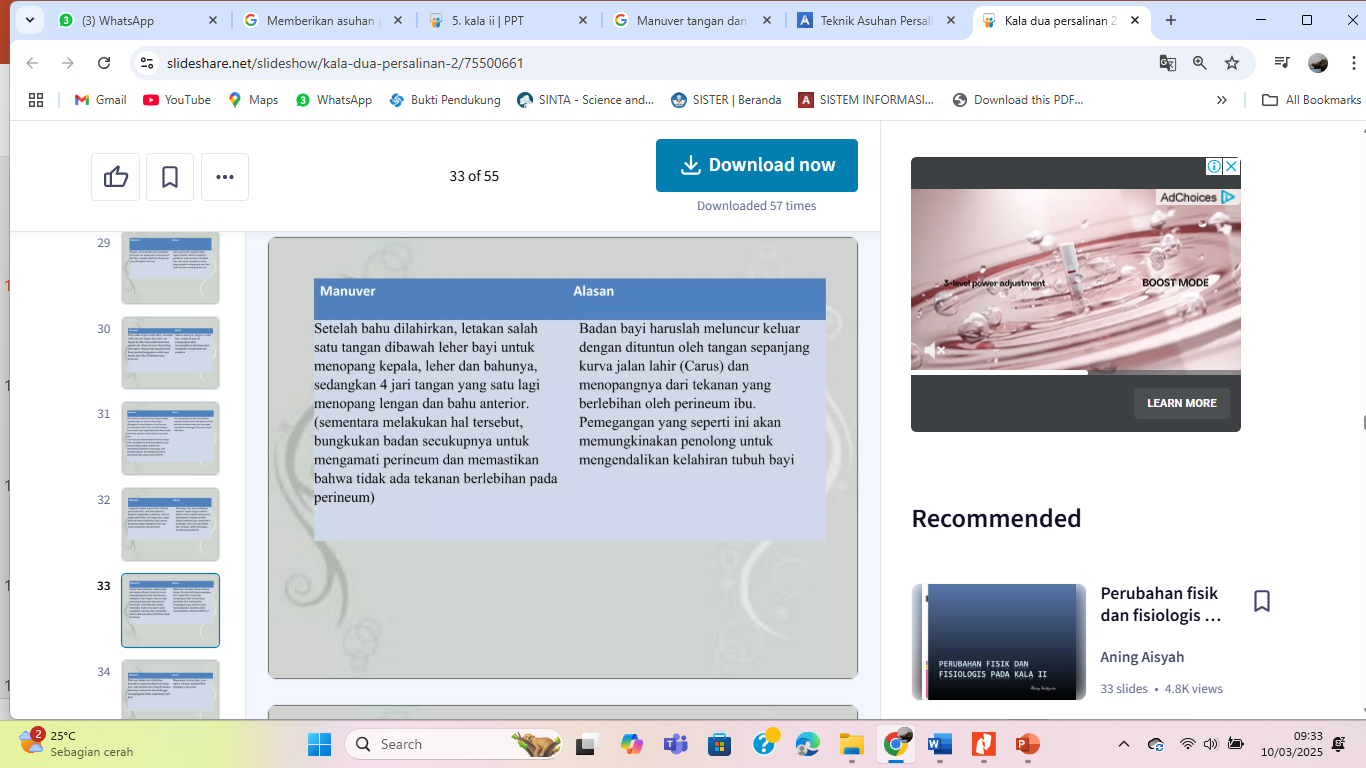 (3) WhatsApp
Memberikan asuhan
5. kala ii | PPT
Manuver tangan dan
Teknik Asuhan Persali
Kala dua persalinan 2
slideshare.net/slideshow/kala-dua-persalinan-2/75500661
Gmail
YouTube
Maps
WhatsApp
Bukti Pendukung
SINTA - Science and...
SISTER | Beranda
SISTEM INFORMASI...
Download this PDF...
All Bookmarks
33 of 55
Download now
Downloaded 57 times
29
30
31
32
33
34
Manuver
Alasan
Setelah bahu dilahirkan, letakan salah
satu tangan dibawah leher bayi untuk
menopang kepala, leher dan bahunya,
sedangkan 4 jari tangan yang satu lagi
menopang lengan dan bahu anterior.
(sementara melakukan hal tersebut,
bungkukan badan secukupnya untuk
mengamati perineum dan memastikan
bahwa tidak ada tekanan berlebihan pada
perineum)
Badan bayi haruslah meluncur keluar
dengan dituntun oleh tangan sepanjang
kurva jalan lahir (Carus) dan
menopangnya dari tekanan yang
berlebihan oleh perineum ibu.
Pemegangan yang seperti ini akan
memungkinakan penolong untuk
mengendalikan kelahiran tubuh bayi
AdChoices
3-level power adjustment
BOOST MODE
LEARN MORE
Recommended
PERUBAHAN FISIK DAN
FISIOLOGIS PADA KALA II
Perubahan fisik
dan fisiologis ...
Aning Aisyah
33 slides • 4.8K views
2
25°C
Sebagian cerah
Search
09:33
10/03/2025